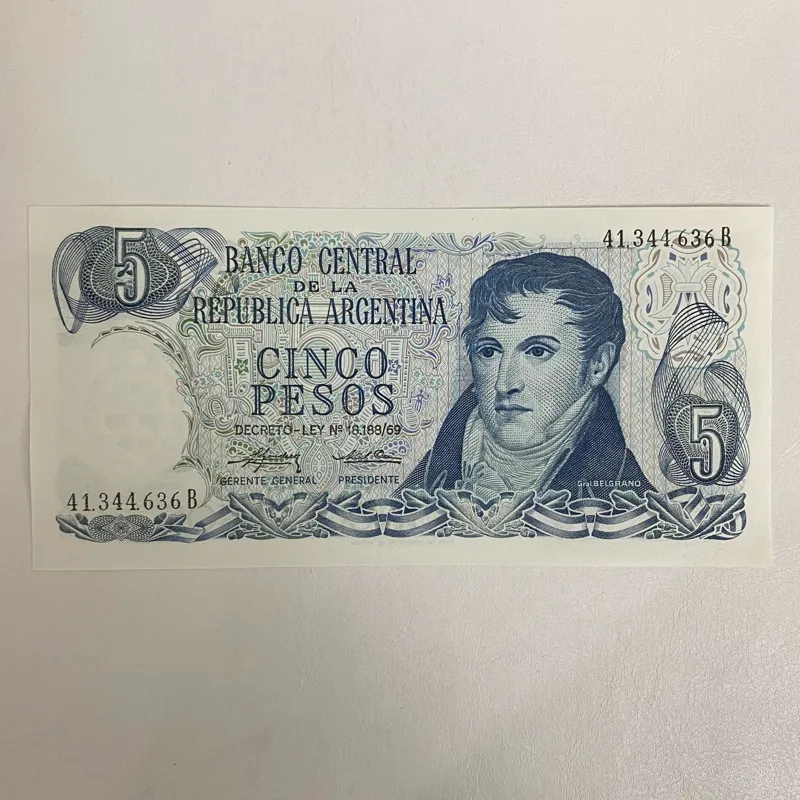 5
41.344.636 B
BANCO CENTRAL
DE LA
REPUBLICA ARGENTINA
CINCO
PESOS
DECRETO-LEY Nº 18.188/69
GERENTE GENERAL PRESIDENTE
41.344.636 B
Gral. BELGRANO
5